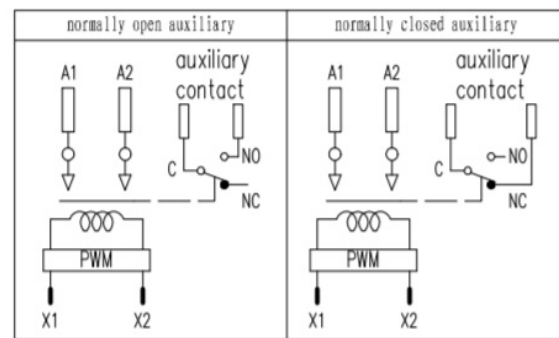 normally open auxiliary
normally closed auxiliary
A1 A2 auxiliary
contact
NO
C
NC
PWM
X1 X2
A1 A2 auxiliary
contact
NO
C
NC
PWM
X1 X2